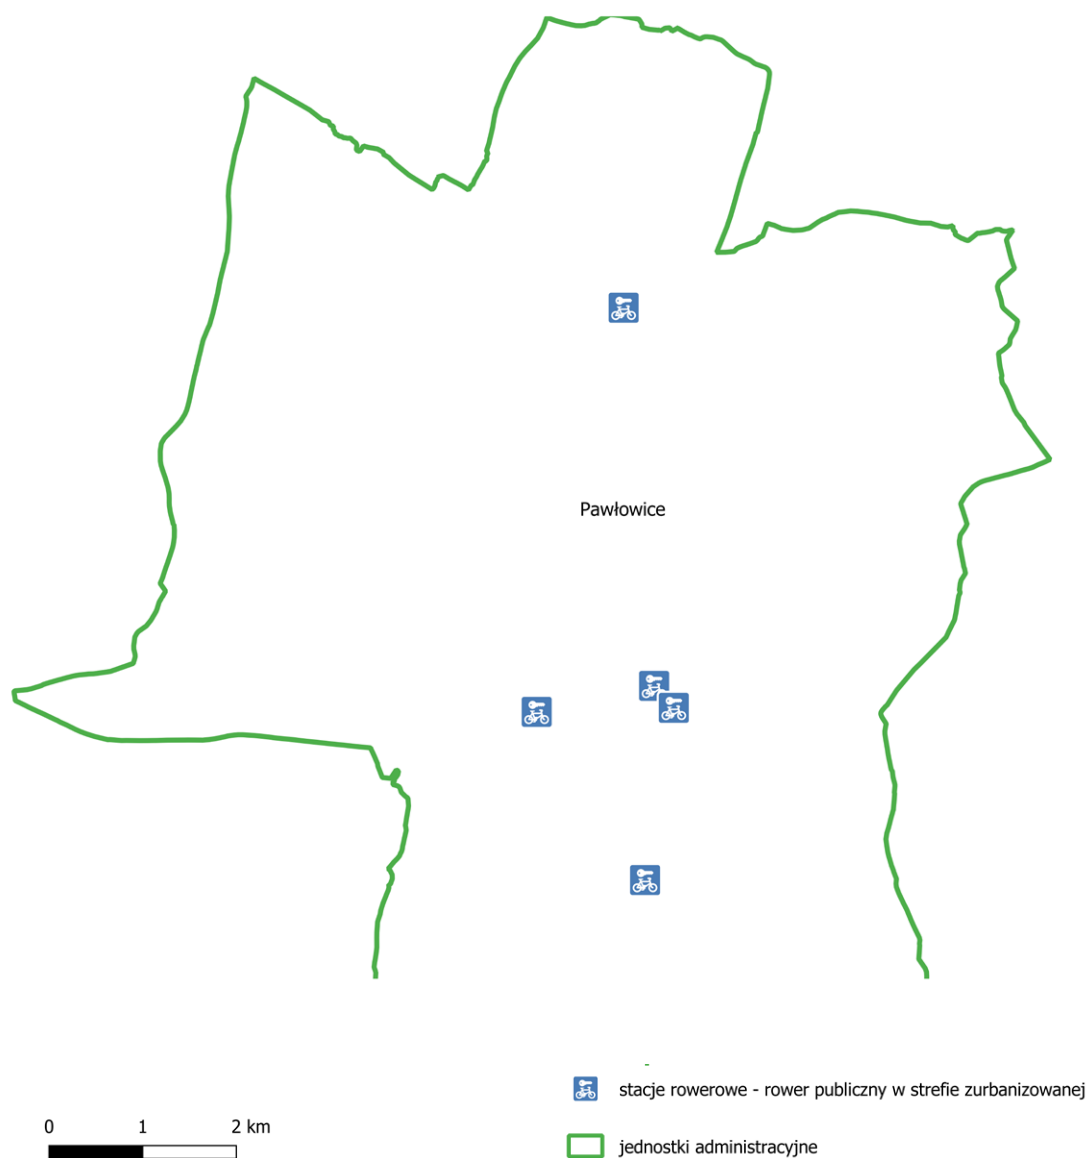 Pawłowice
stacje rowerowe - rower publiczny w strefie zurbanizowanej
0 1 2 km
jednostki administracyjne